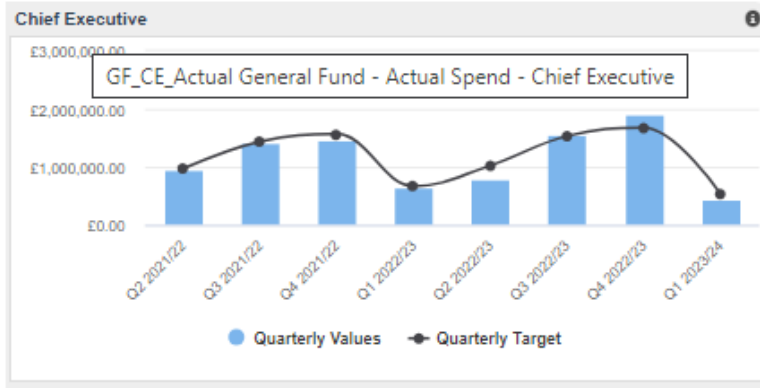 Chief Executive
£3,000,000.00
GF_CE_Actual General Fund - Actual Spend - Chief Executive
£2,000,000.00
£1,000,000.00
£0.00
Q2 2021/22
Q3 2021/22
Q4 2021/22
Q1 2022/23
Q2 2022/23
Q3 2022/23
Q4 2022/23
Q1 2023/24
Quarterly Values
Quarterly Target